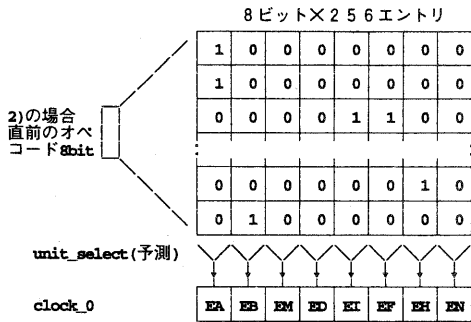 8ビット×256エントリ
1 0 0 0 0 0 0 0
1 0 0 0 0 0 0 0
0 0 0 0 1 1 0 0
2)の場合
直前のオペ
コード8bit
: :
0 0 0 0 0 0 1 0
0 1 0 0 0 0 0 0
unit_select(予測)
clock_0 EA EB EM ED EI EF EH EN